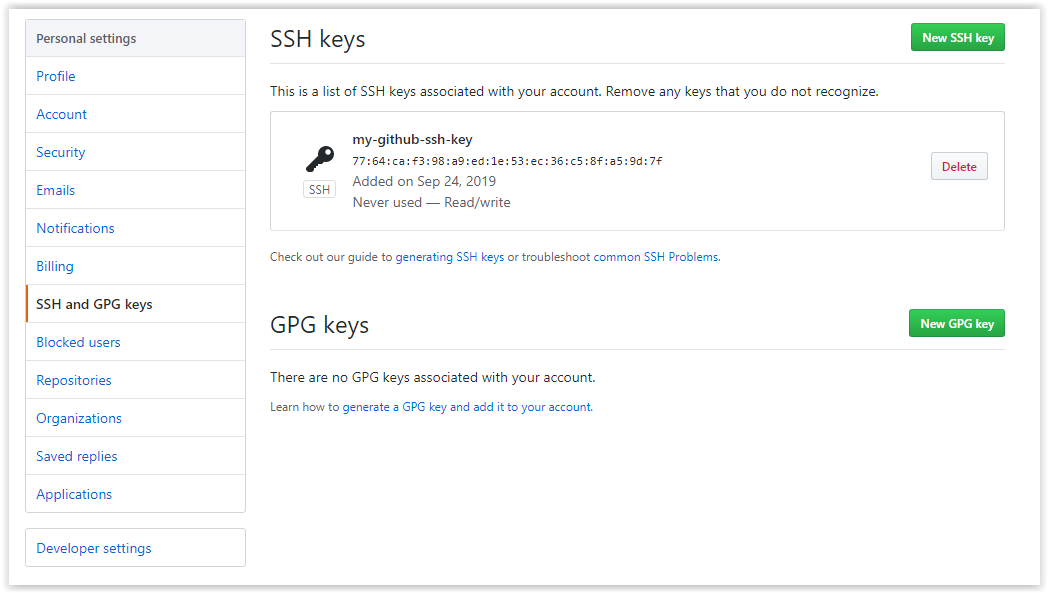 Personal settings
Profile
Account
Security
Emails
Notifications
Billing
SSH and GPG keys
Blocked users
Repositories
Organizations
Saved replies
Applications
Developer settings
SSH keys
New SSH key
This is a list of SSH keys associated with your account. Remove any keys that you do not recognize.
my-github-ssh-key
77:64:ca:f3:98:a9:ed:1e:53:ec:36:c5:8f:a5:9d:7f
Added on Sep 24, 2019
Never used — Read/write
SSH
Delete
Check out our guide to generating SSH keys or troubleshoot common SSH Problems.
GPG keys
New GPG key
There are no GPG keys associated with your account.
Learn how to generate a GPG key and add it to your account.